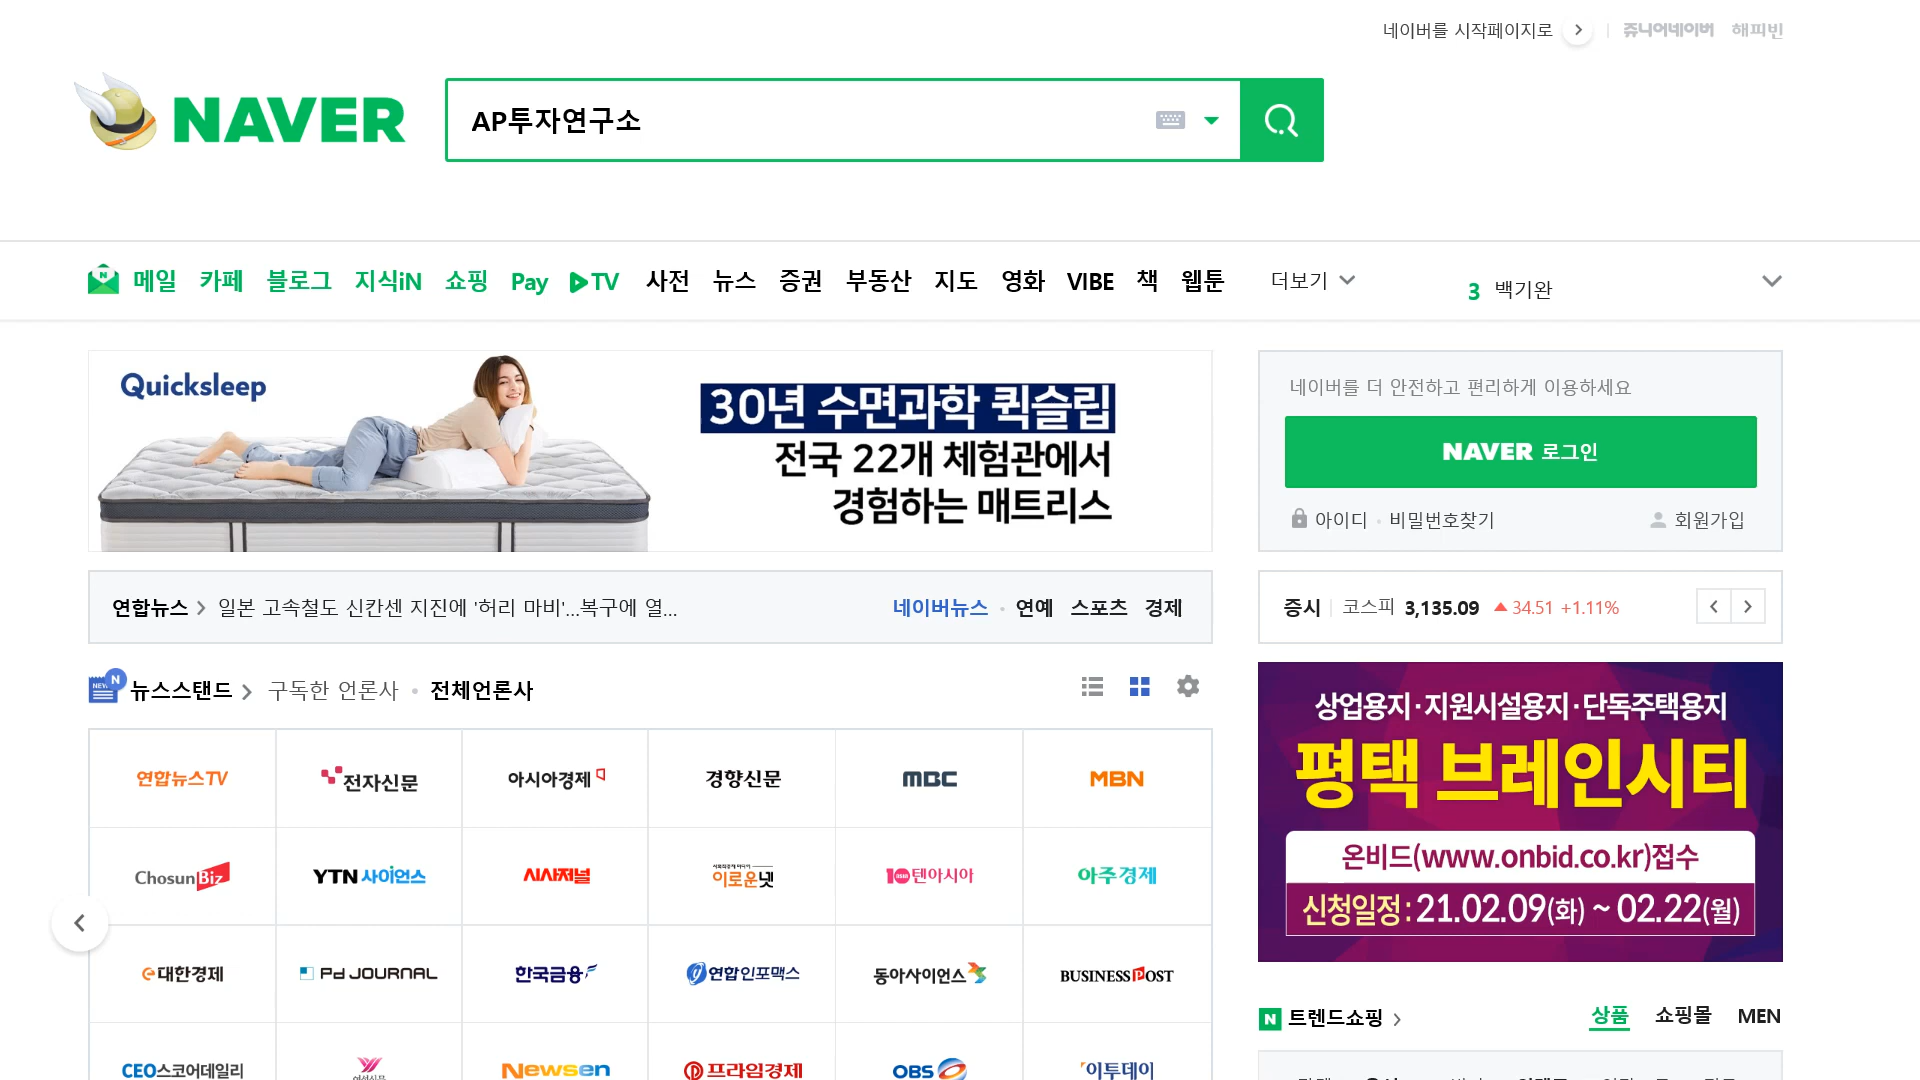 네이버를 시작페이지로 쥬니어네이버 해피빈
NAVER AP투자연구소
메일 카페 블로그 지식iN 쇼핑 Pay TV 사전 뉴스 증권 부동산 지도 영화 VIBE 책 웹툰 더보기 3 백기완
Quicksleep
30년 수면과학 퀵슬립
전국 22개 체험관에서
경험하는 매트리스
네이버를 더 안전하고 편리하게 이용하세요
NAVER 로그인
아이디 · 비밀번호찾기 회원가입
연합뉴스 일본 고속철도 신칸센 지진에 '허리 마비'...복구에 열... 네이버뉴스 · 연예 스포츠 경제
증시 코스피 3,135.09 ▲ 34.51 +1.11%
뉴스스탠드 구독한 언론사 · 전체언론사
연합뉴스TV 전자신문 아시아경제 경향신문 MBC MBN
ChosunBiz YTN 사이언스 시사저널 이로운넷 10텐아시아 아주경제
e대한경제 Pd JOURNAL 한국금융 연합인포맥스 동아사이언스 BUSINESSPOST
CEO스코어데일리 여성신문 Newsen 프라임경제 OBS 이투데이
상업용지·지원시설용지·단독주택용지
평택 브레인시티
온비드(www.onbid.co.kr)접수
신청일정 : 21.02.09(화) ~ 02.22(월)
트렌드쇼핑 상품 쇼핑몰 MEN